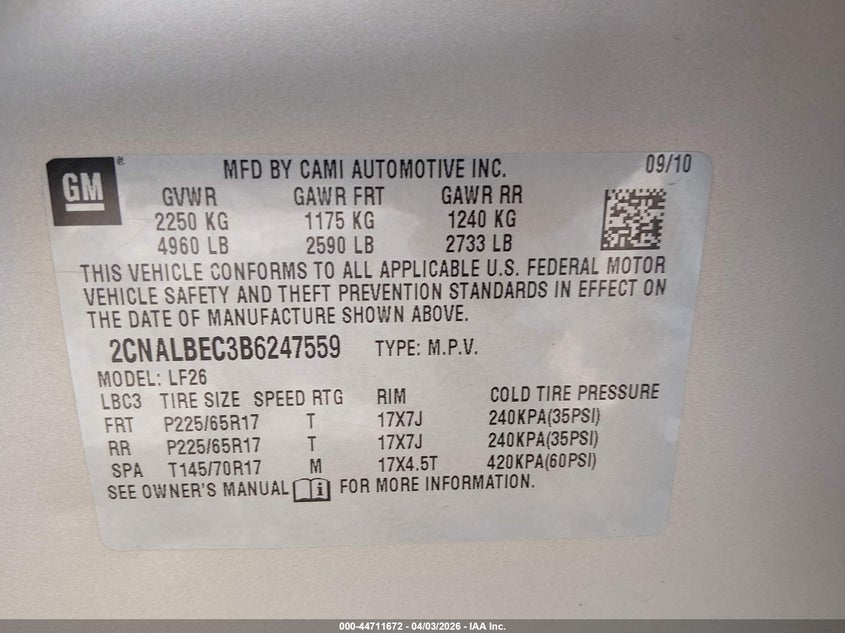 GM ®
MFD BY CAMI AUTOMOTIVE INC. 09/10
GVWR GAWR FRT GAWR RR
2250 KG 1175 KG 1240 KG
4960 LB 2590 LB 2733 LB
THIS VEHICLE CONFORMS TO ALL APPLICABLE U.S. FEDERAL MOTOR
VEHICLE SAFETY AND THEFT PREVENTION STANDARDS IN EFFECT ON
THE DATE OF MANUFACTURE SHOWN ABOVE.
2CNALBEC3B6247559 TYPE: M.P.V.
MODEL: LF26
LBC3 TIRE SIZE SPEED RTG RIM COLD TIRE PRESSURE
FRT P225/65R17 T 17X7J 240KPA(35PSI)
RR P225/65R17 T 17X7J 240KPA(35PSI)
SPA T145/70R17 M 17X4.5T 420KPA(60PSI)
SEE OWNER'S MANUAL FOR MORE INFORMATION.
000-44711672 - 04/03/2026 - IAA Inc.